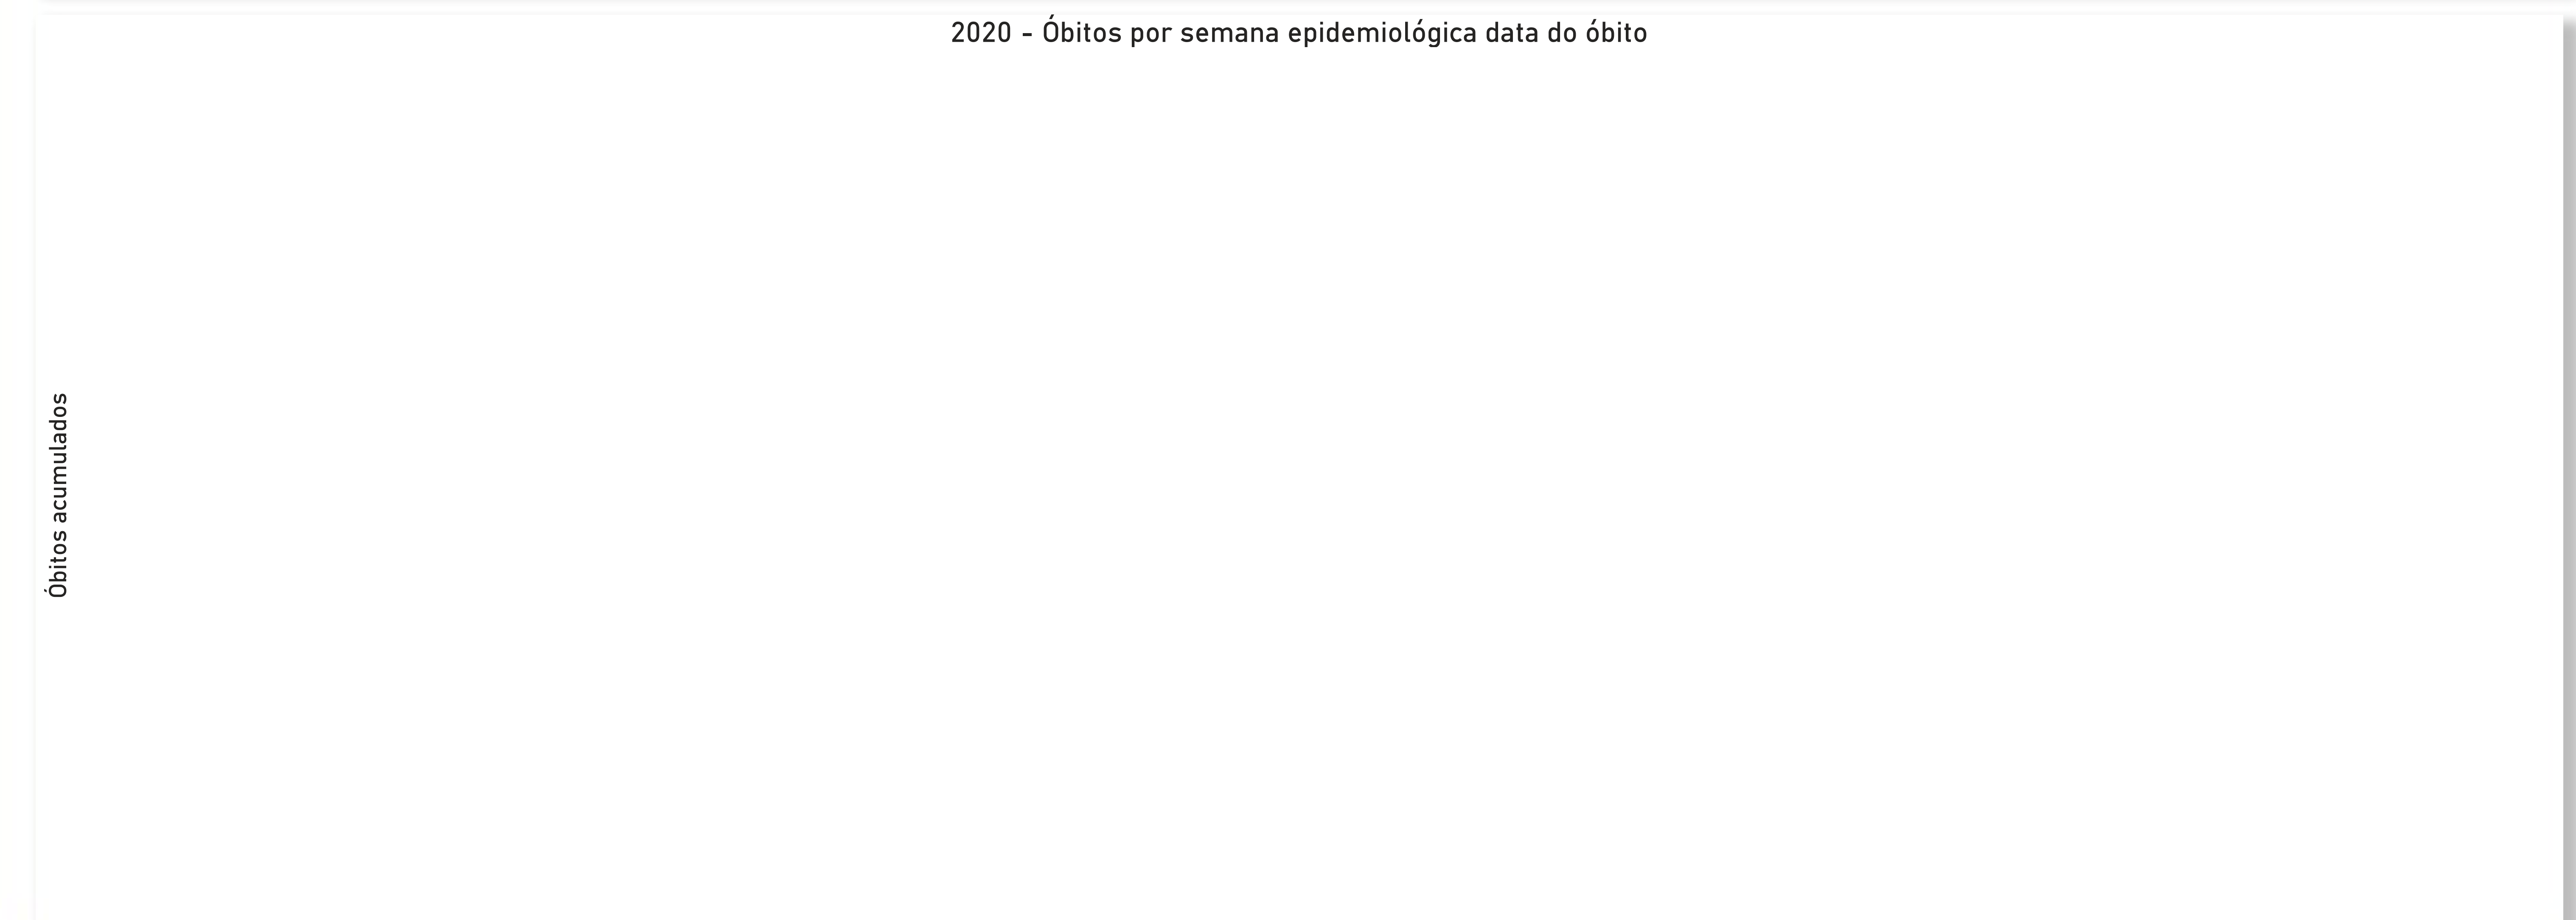 2020 - Óbitos por semana epidemiológica data do óbito
Óbitos acumulados